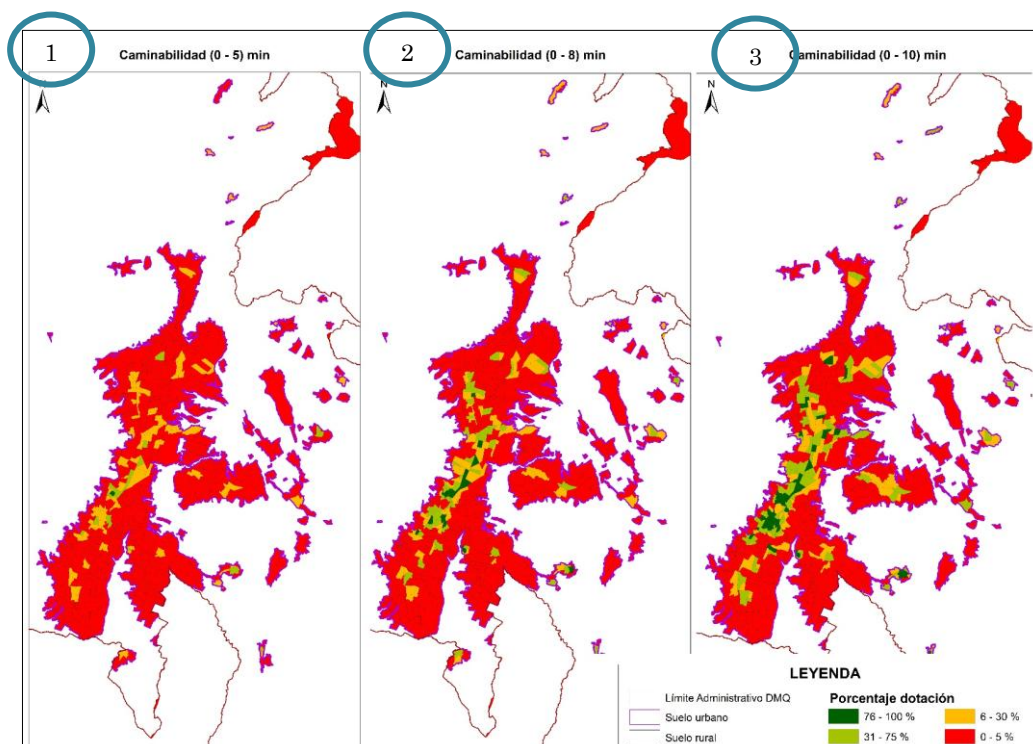 1
Caminabilidad (0 - 5) min
2
Caminabilidad (0 - 8) min
3
Caminabilidad (0 - 10) min
N
N
N
LEYENDA
Límite Administrativo DMQ
Suelo urbano
Suelo rural
Porcentaje dotación
76 - 100 %
6 - 30 %
31 - 75 %
0 - 5 %